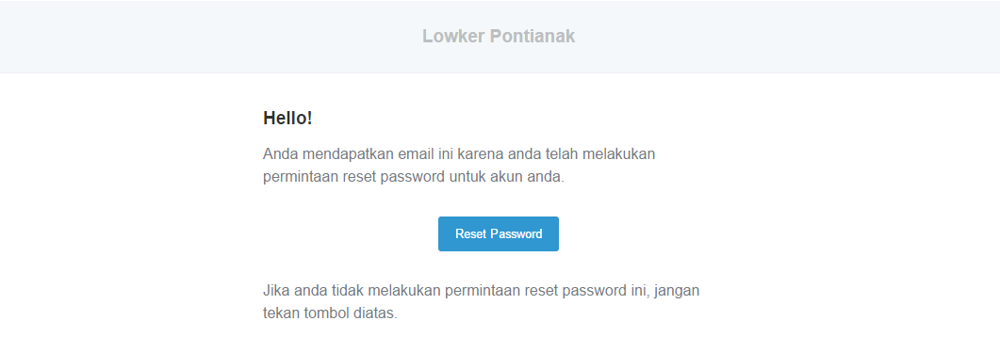 Lowker Pontianak
Hello!
Anda mendapatkan email ini karena anda telah melakukan
permintaan reset password untuk akun anda.
Reset Password
Jika anda tidak melakukan permintaan reset password ini, jangan
tekan tombol diatas.